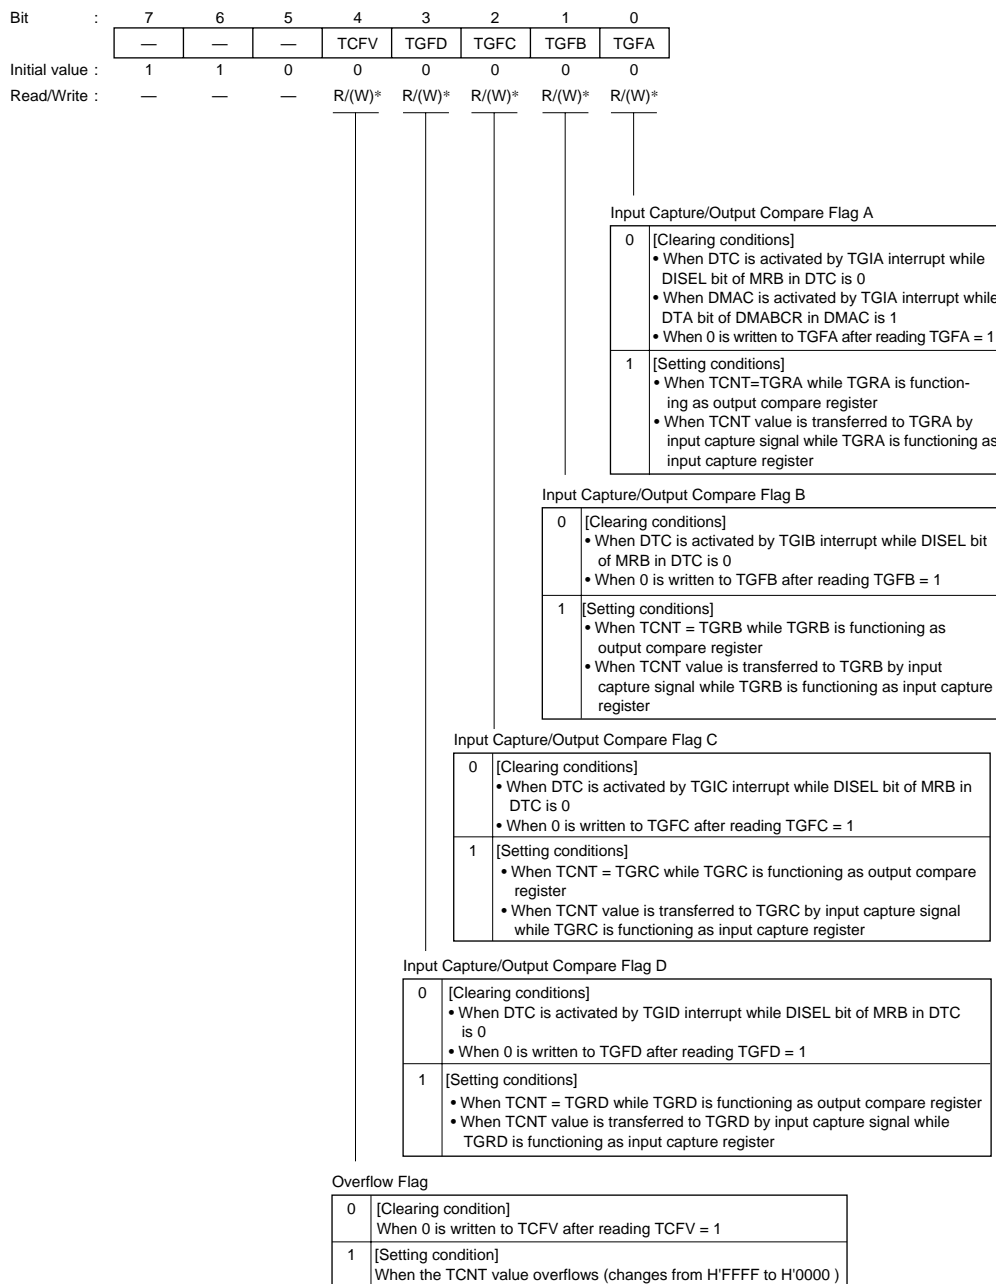 Bit : 7 6 5 4 3 2 1 0
— — — TCFV TGFD TGFC TGFB TGFA
Initial value : 1 1 0 0 0 0 0 0
Read/Write : — — — R/(W)* R/(W)* R/(W)* R/(W)* R/(W)*
Input Capture/Output Compare Flag A
0 [Clearing conditions]
• When DTC is activated by TGIA interrupt while
DISEL bit of MRB in DTC is 0
• When DMAC is activated by TGIA interrupt while
DTA bit of DMABCR in DMAC is 1
• When 0 is written to TGFA after reading TGFA = 1
1 [Setting conditions]
• When TCNT=TGRA while TGRA is function-
ing as output compare register
• When TCNT value is transferred to TGRA by
input capture signal while TGRA is functioning as
input capture register
Input Capture/Output Compare Flag B
0 [Clearing conditions]
• When DTC is activated by TGIB interrupt while DISEL bit
of MRB in DTC is 0
• When 0 is written to TGFB after reading TGFB = 1
1 [Setting conditions]
• When TCNT = TGRB while TGRB is functioning as
output compare register
• When TCNT value is transferred to TGRB by input
capture signal while TGRB is functioning as input capture
register
Input Capture/Output Compare Flag C
0 [Clearing conditions]
• When DTC is activated by TGIC interrupt while DISEL bit of MRB in
DTC is 0
• When 0 is written to TGFC after reading TGFC = 1
1 [Setting conditions]
• When TCNT = TGRC while TGRC is functioning as output compare
register
• When TCNT value is transferred to TGRC by input capture signal
while TGRC is functioning as input capture register
Input Capture/Output Compare Flag D
0 [Clearing conditions]
• When DTC is activated by TGID interrupt while DISEL bit of MRB in DTC
is 0
• When 0 is written to TGFD after reading TGFD = 1
1 [Setting conditions]
• When TCNT = TGRD while TGRD is functioning as output compare register
• When TCNT value is transferred to TGRD by input capture signal while
TGRD is functioning as input capture register
Overflow Flag
0 [Clearing condition]
When 0 is written to TCFV after reading TCFV = 1
1 [Setting condition]
When the TCNT value overflows (changes from H'FFFF to H'0000 )